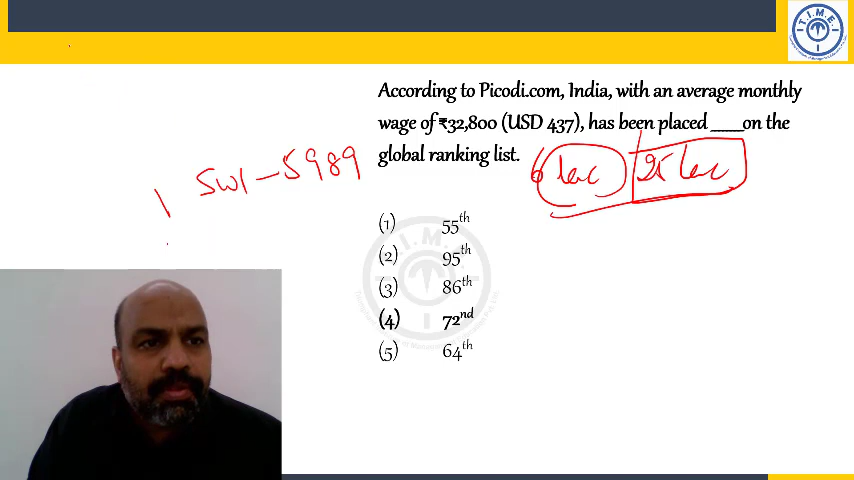 T.I.M.E.
According to Picodi.com, India, with an average monthly
wage of ₹32,800 (USD 437), has been placed ____on the
global ranking list.
6 lac 25 lac
1 SWI-5989
(1) 55th
(2) 95th
(3) 86th
(4) 72nd
(5) 64th